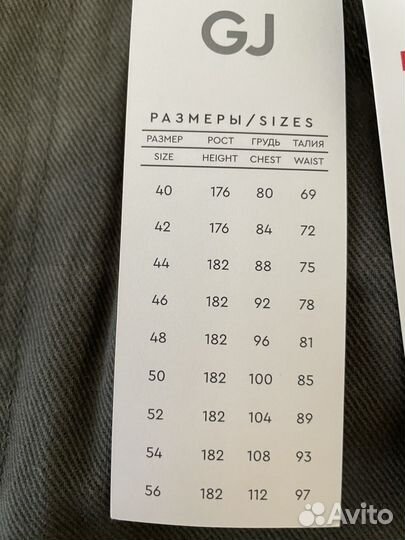 GJ
РАЗМЕРЫ/SIZES
РАЗМЕР РОСТ ГРУДЬ ТАЛИЯ
SIZE HEIGHT CHEST WAIST
40 176 80 69
42 176 84 72
44 182 88 75
46 182 92 78
48 182 96 81
50 182 100 85
52 182 104 89
54 182 108 93
56 182 112 97
Avito